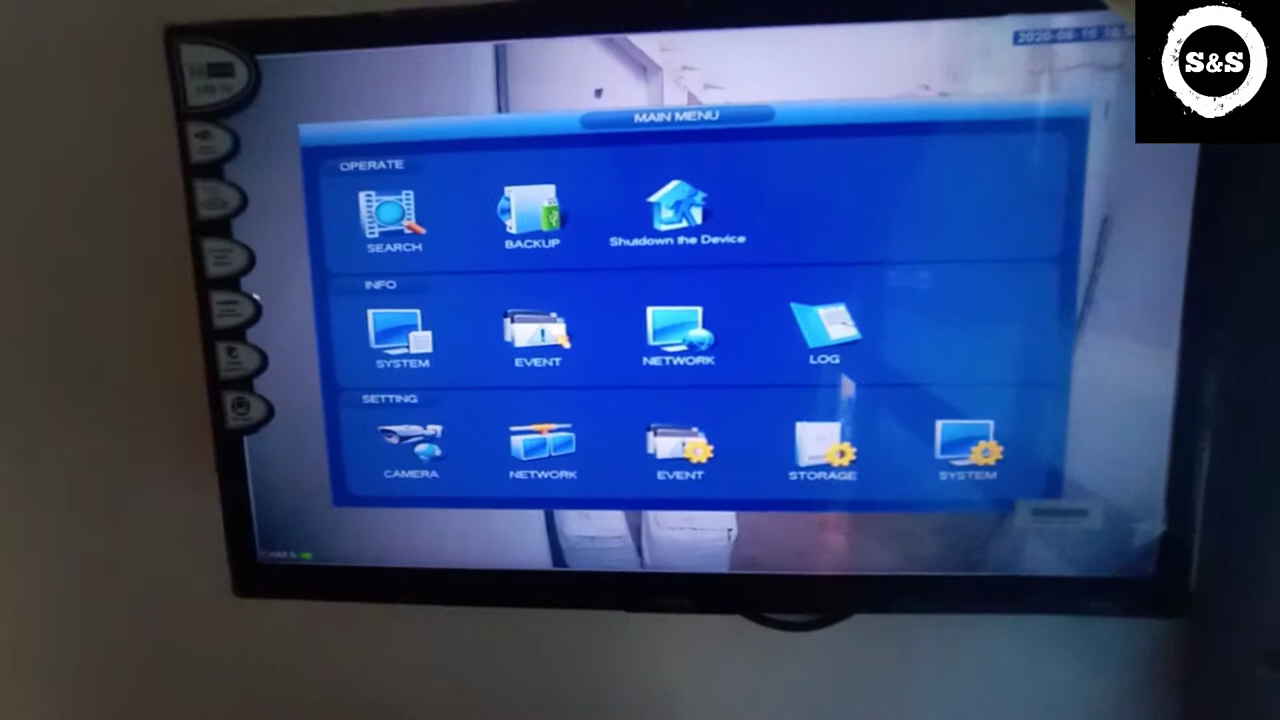 S&S
MAIN MENU
OPERATE
SEARCH
BACKUP
Shutdown the Device
INFO
SYSTEM
EVENT
NETWORK
LOG
SETTING
CAMERA
NETWORK
EVENT
STORAGE
SYSTEM